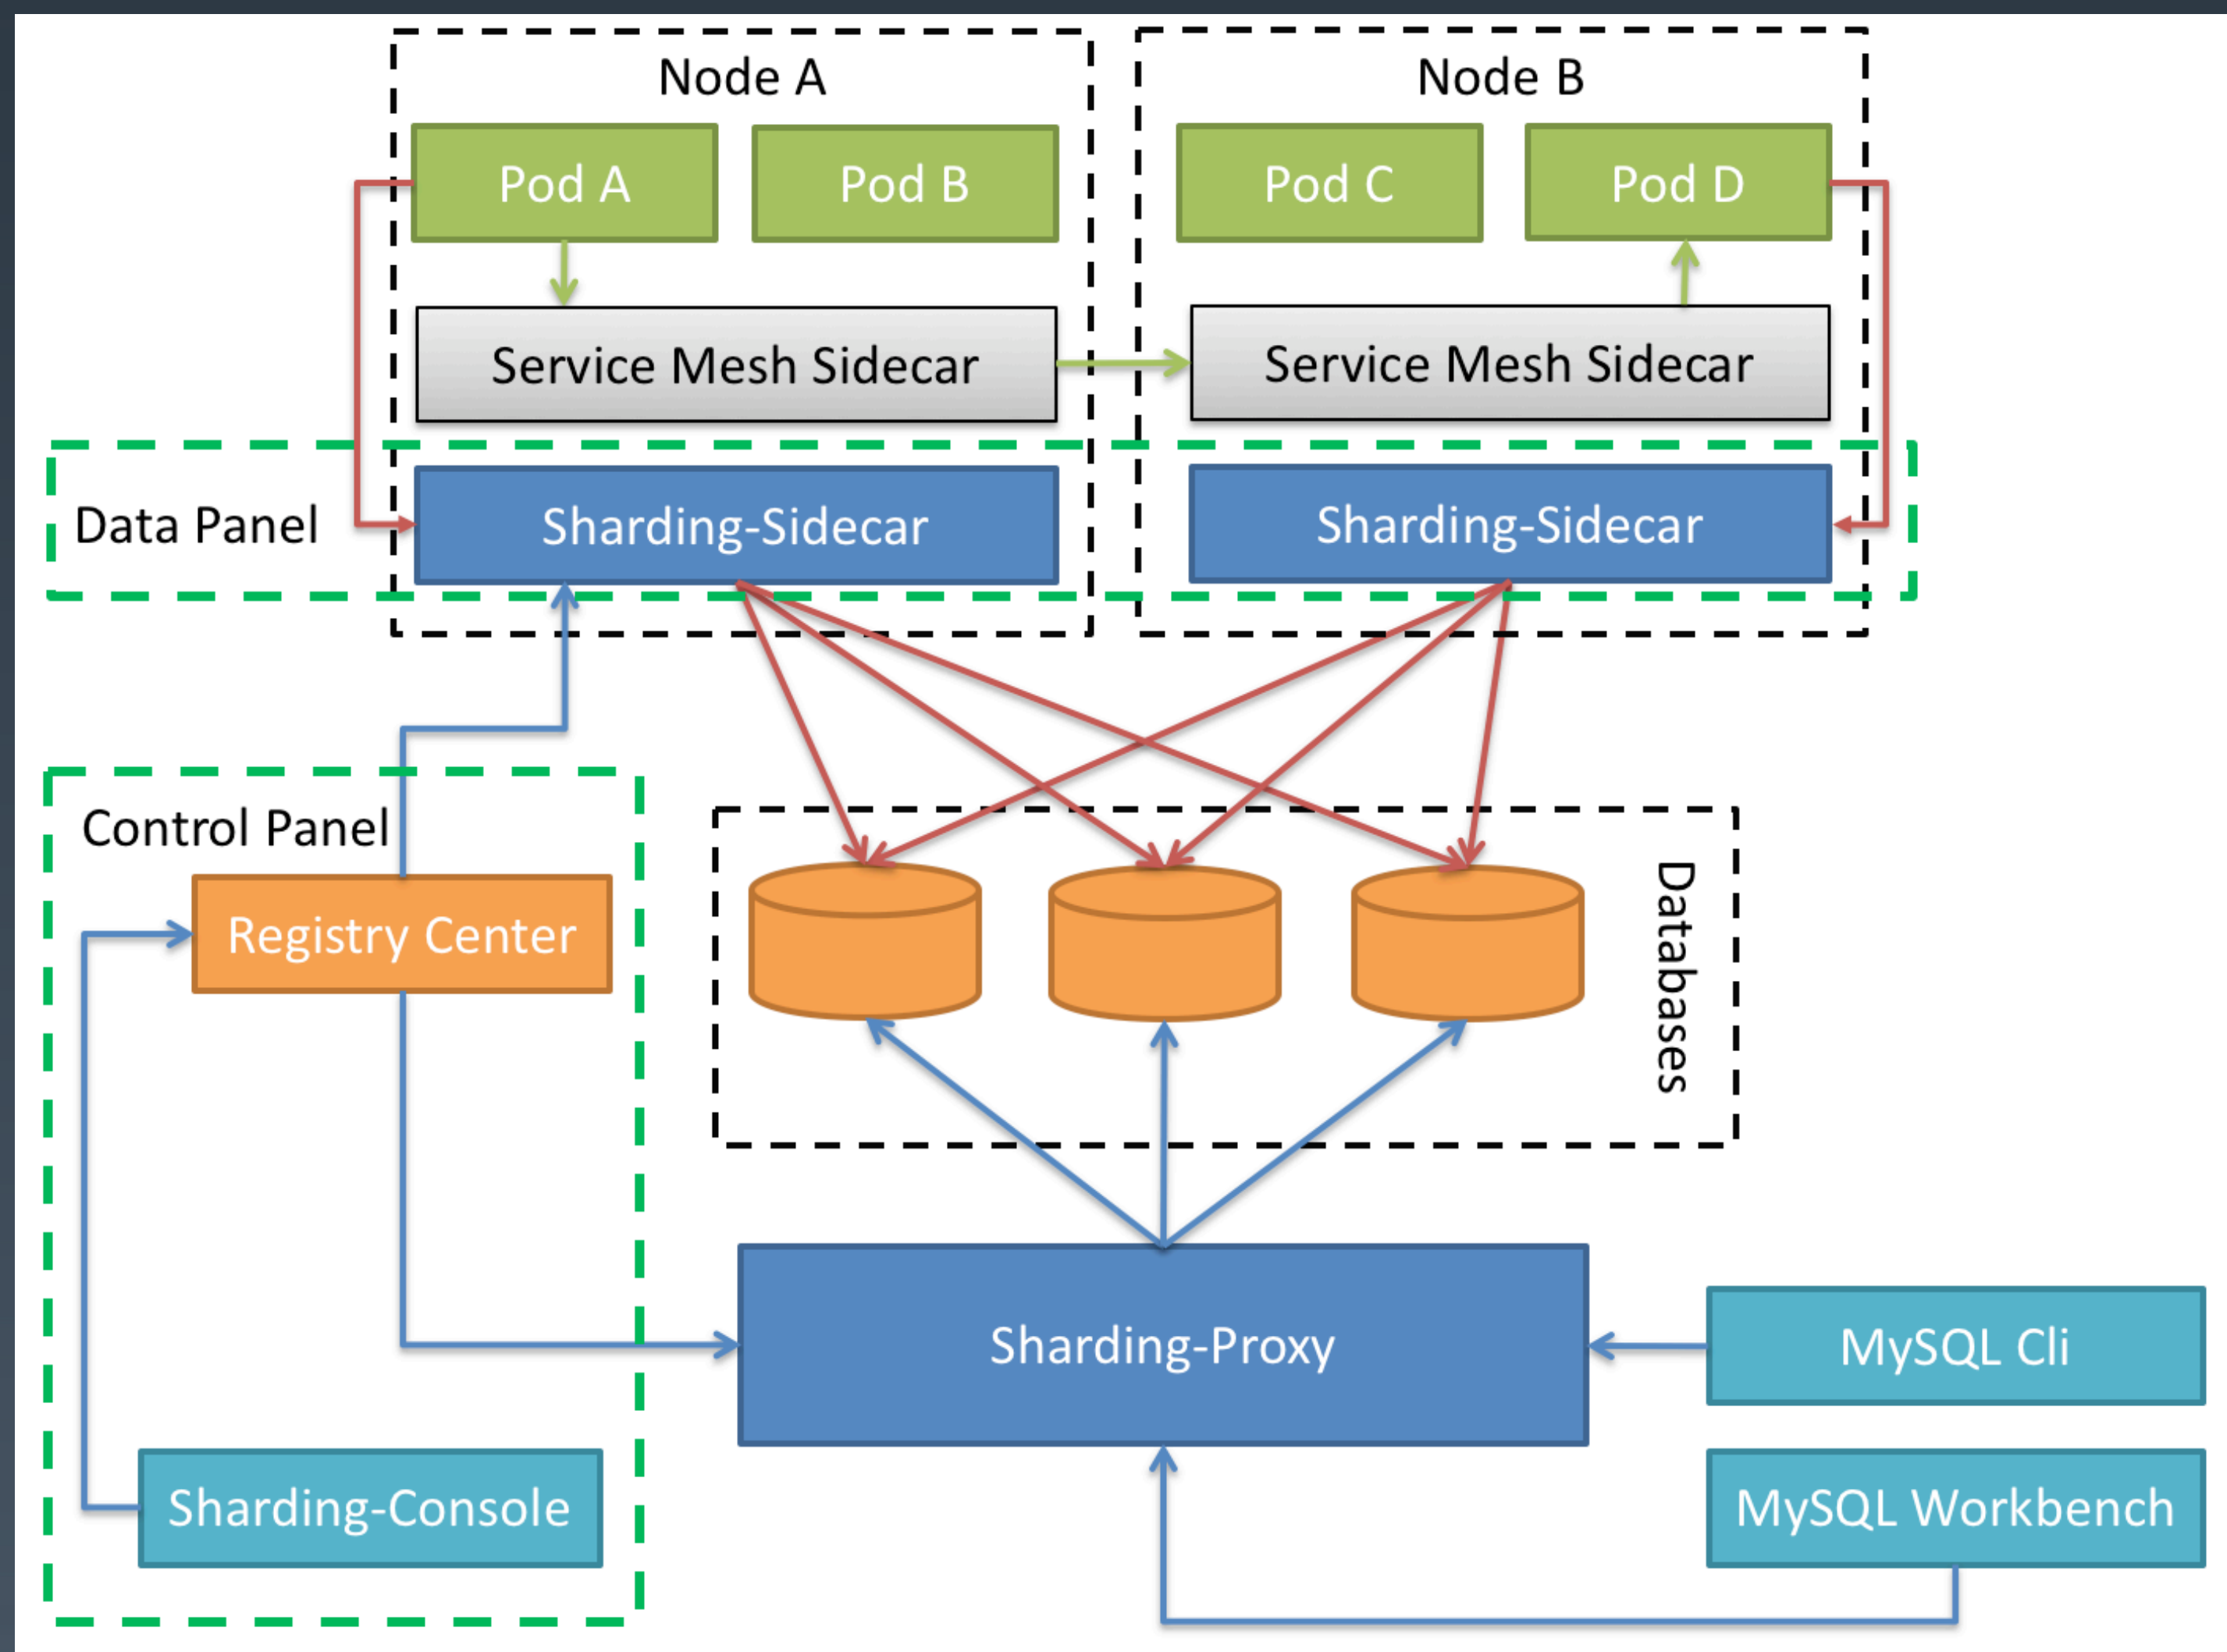 Node A
Node B
Pod A
Pod B
Pod C
Pod D
Service Mesh Sidecar
Service Mesh Sidecar
Data Panel
Sharding-Sidecar
Sharding-Sidecar
Control Panel
Registry Center
Databases
Sharding-Proxy
MySQL Cli
Sharding-Console
MySQL Workbench